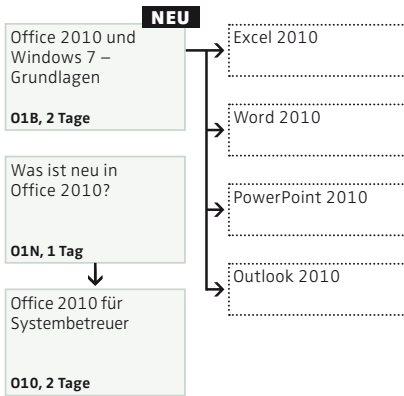 NEU
Office 2010 und
Windows 7 –
Grundlagen
O1B, 2 Tage
Was ist neu in
Office 2010?
O1N, 1 Tag
Office 2010 für
Systembetreuer
O10, 2 Tage
Excel 2010
Word 2010
PowerPoint 2010
Outlook 2010